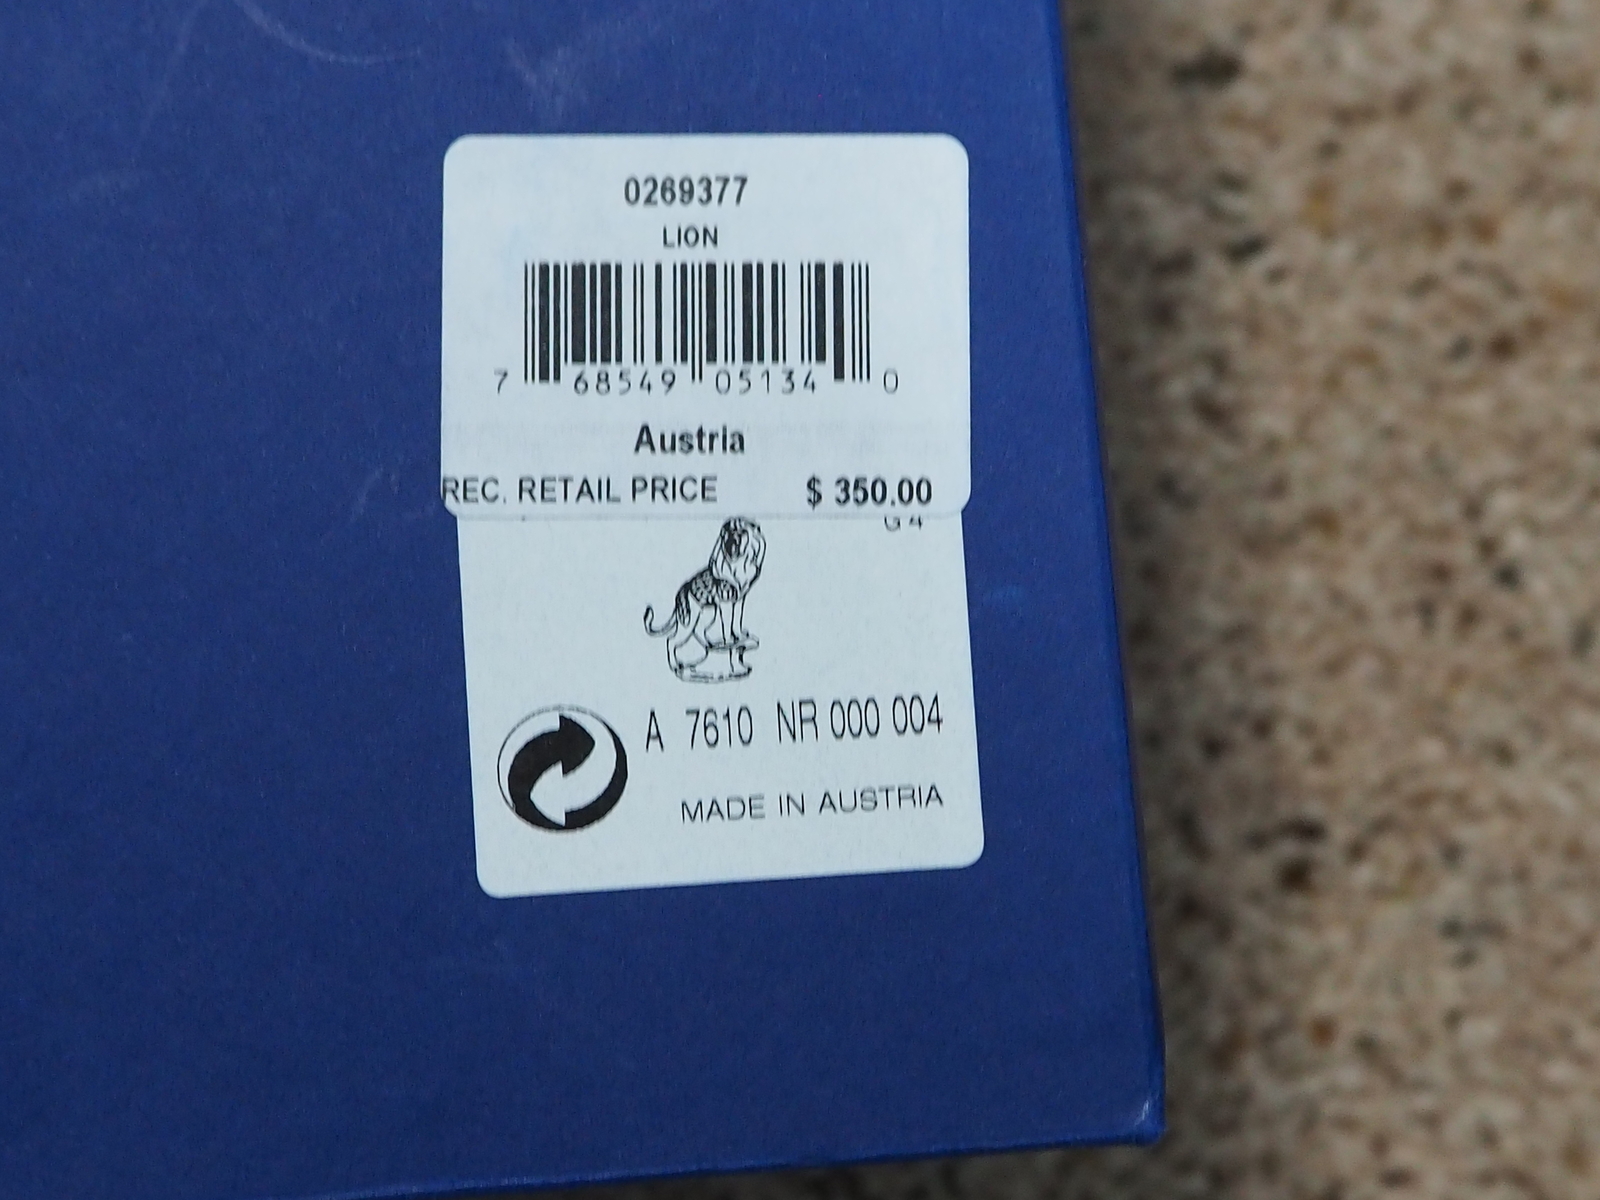 0269377
LION
7 68549 05134 0
Austria
REC. RETAIL PRICE $ 350.00
G 4
A 7610 NR 000 004
MADE IN AUSTRIA